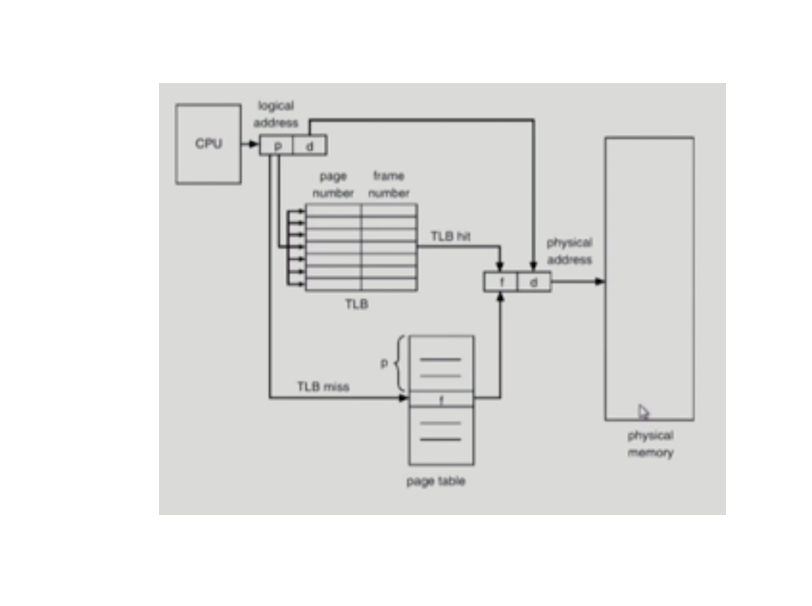 logical
address
CPU
p d
page frame
number number
TLB hit
physical
address
f d
TLB
p
TLB miss
f
physical
memory
page table